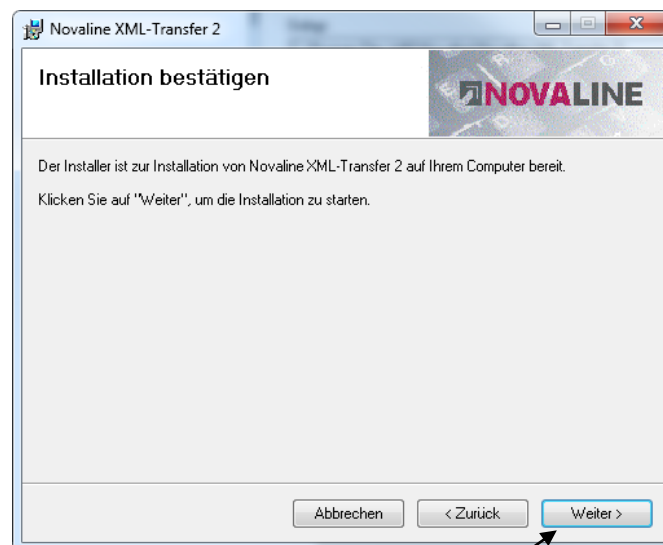 Novaline XML-Transfer 2
Installation bestätigen
NOVALINE
Der Installer ist zur Installation von Novaline XML-Transfer 2 auf Ihrem Computer bereit.
Klicken Sie auf "Weiter", um die Installation zu starten.
Abbrechen
< Zurück
Weiter >